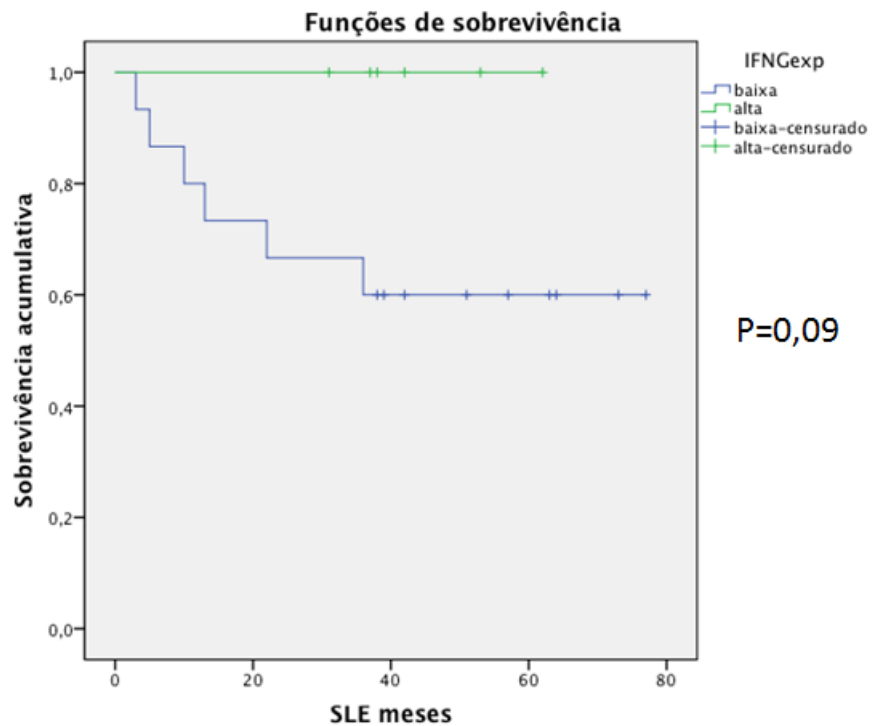 Funções de sobrevivência
IFNGexp
baixa
alta
baixa-censurado
alta-censurado
1,0
0,8
0,6
0,4
0,2
0,0
Sobrevivência acumulativa
P=0,09
0 20 40 60 80
SLE meses